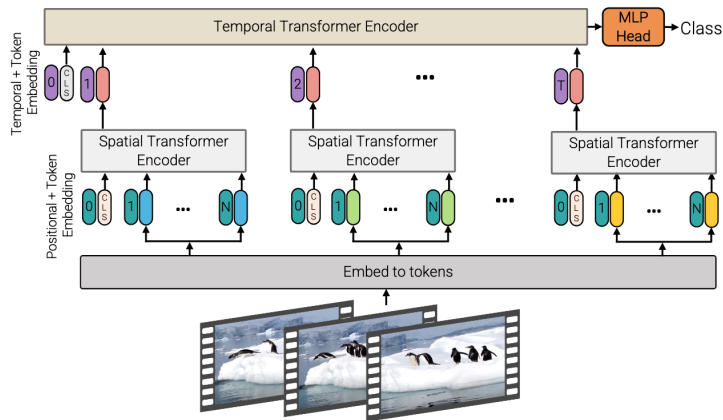 Temporal Transformer Encoder
MLP
Head
Class
Temporal + Token
Embedding
0 CLS 1 2 ... T
Spatial Transformer
Encoder
Spatial Transformer
Encoder
Spatial Transformer
Encoder
Positional + Token
Embedding
0 CLS 1 ... N 0 CLS 1 ... N ... 0 CLS 1 ... N
Embed to tokens